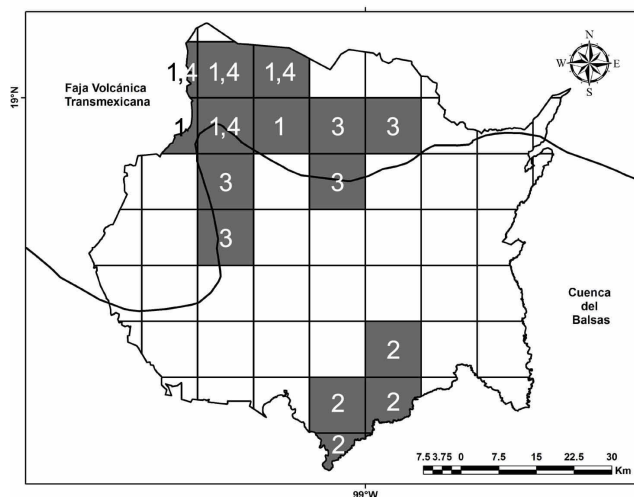 99°W
N
W E
S
Faja Volcánica
Transmexicana
1,4 1,4 1,4
19°N
1 1,4 1 3 3
3 3
3
Cuenca
del
Balsas
2
2 2
2
7.5 3.75 0 7.5 15 22.5 30
Km
99°W